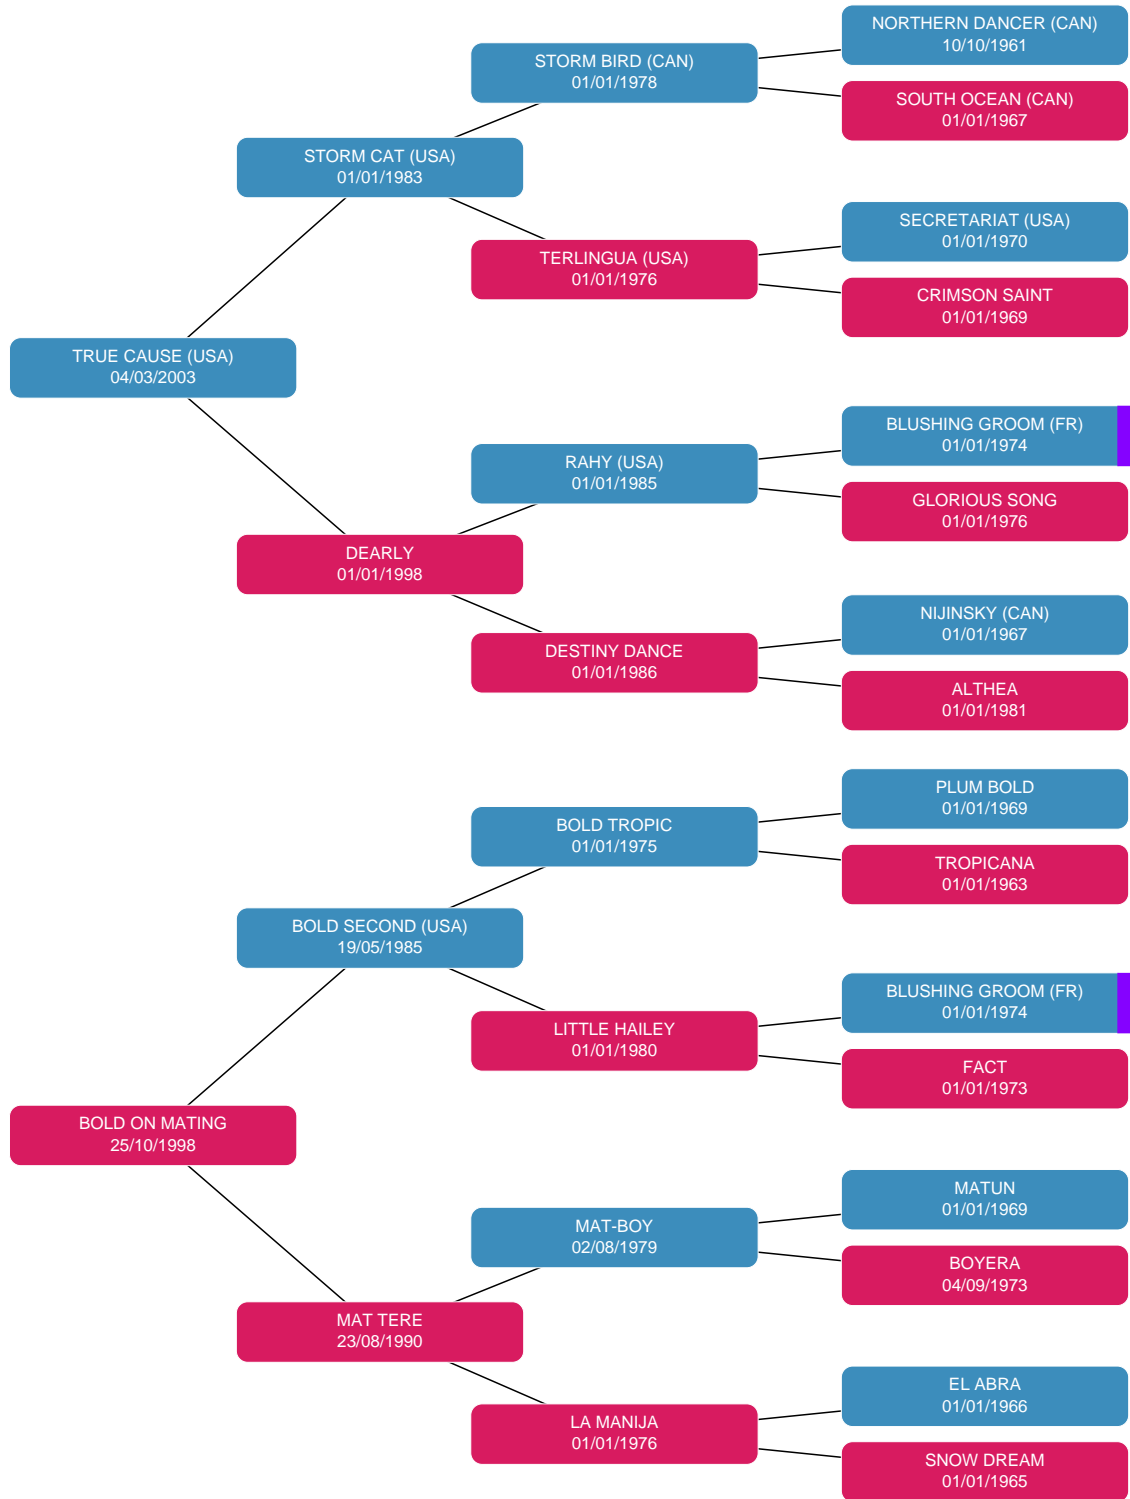 NORTHERN DANCER (CAN)
10/10/1961
STORM BIRD (CAN)
01/01/1978
SOUTH OCEAN (CAN)
01/01/1967
STORM CAT (USA)
01/01/1983
SECRETARIAT (USA)
01/01/1970
TERLINGUA (USA)
01/01/1976
CRIMSON SAINT
01/01/1969
TRUE CAUSE (USA)
04/03/2003
BLUSHING GROOM (FR)
01/01/1974
RAHY (USA)
01/01/1985
GLORIOUS SONG
01/01/1976
DEARLY
01/01/1998
NIJINSKY (CAN)
01/01/1967
DESTINY DANCE
01/01/1986
ALTHEA
01/01/1981
PLUM BOLD
01/01/1969
BOLD TROPIC
01/01/1975
TROPICANA
01/01/1963
BOLD SECOND (USA)
19/05/1985
BLUSHING GROOM (FR)
01/01/1974
LITTLE HAILEY
01/01/1980
FACT
01/01/1973
BOLD ON MATING
25/10/1998
MATUN
01/01/1969
MAT-BOY
02/08/1979
BOYERA
04/09/1973
MAT TERE
23/08/1990
EL ABRA
01/01/1966
LA MANIJA
01/01/1976
SNOW DREAM
01/01/1965